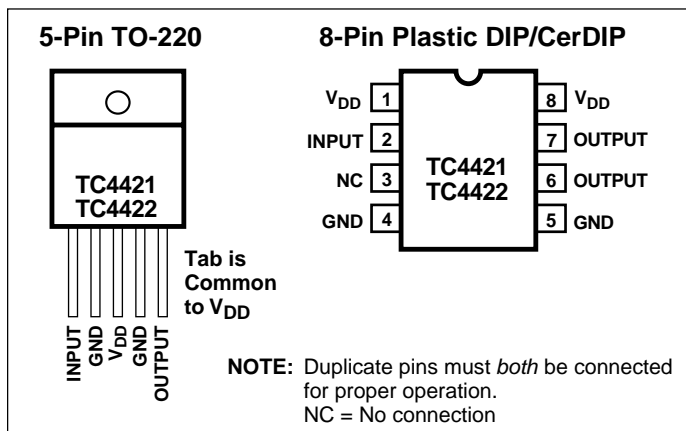 5-Pin TO-220
TC4421
TC4422
Tab is
Common
to VDD
INPUT
GND
VDD
GND
OUTPUT
8-Pin Plastic DIP/CerDIP
VDD 1
INPUT 2
NC 3
GND 4
TC4421
TC4422
8 VDD
7 OUTPUT
6 OUTPUT
5 GND
NOTE: Duplicate pins must both be connected
for proper operation.
NC = No connection